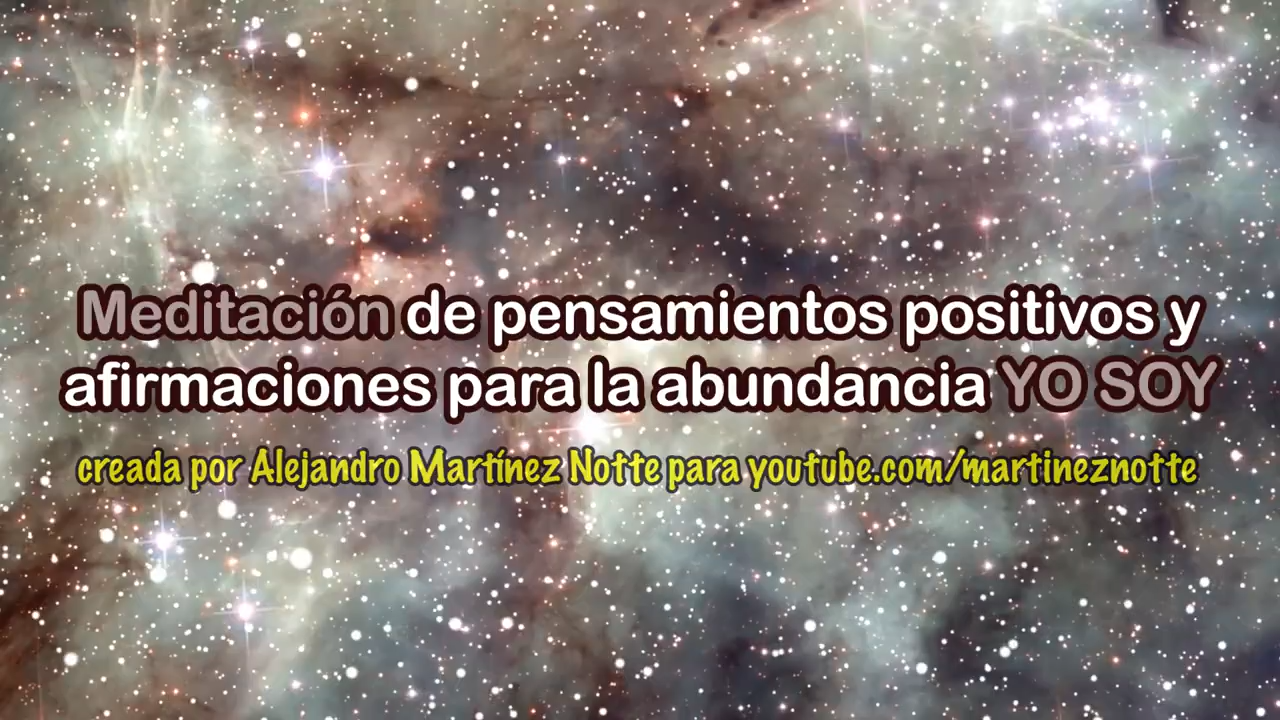 Meditación de pensamientos positivos y
afirmaciones para la abundancia YO SOY
creada por Alejandro Martínez Notte para youtube.com/martineznotte